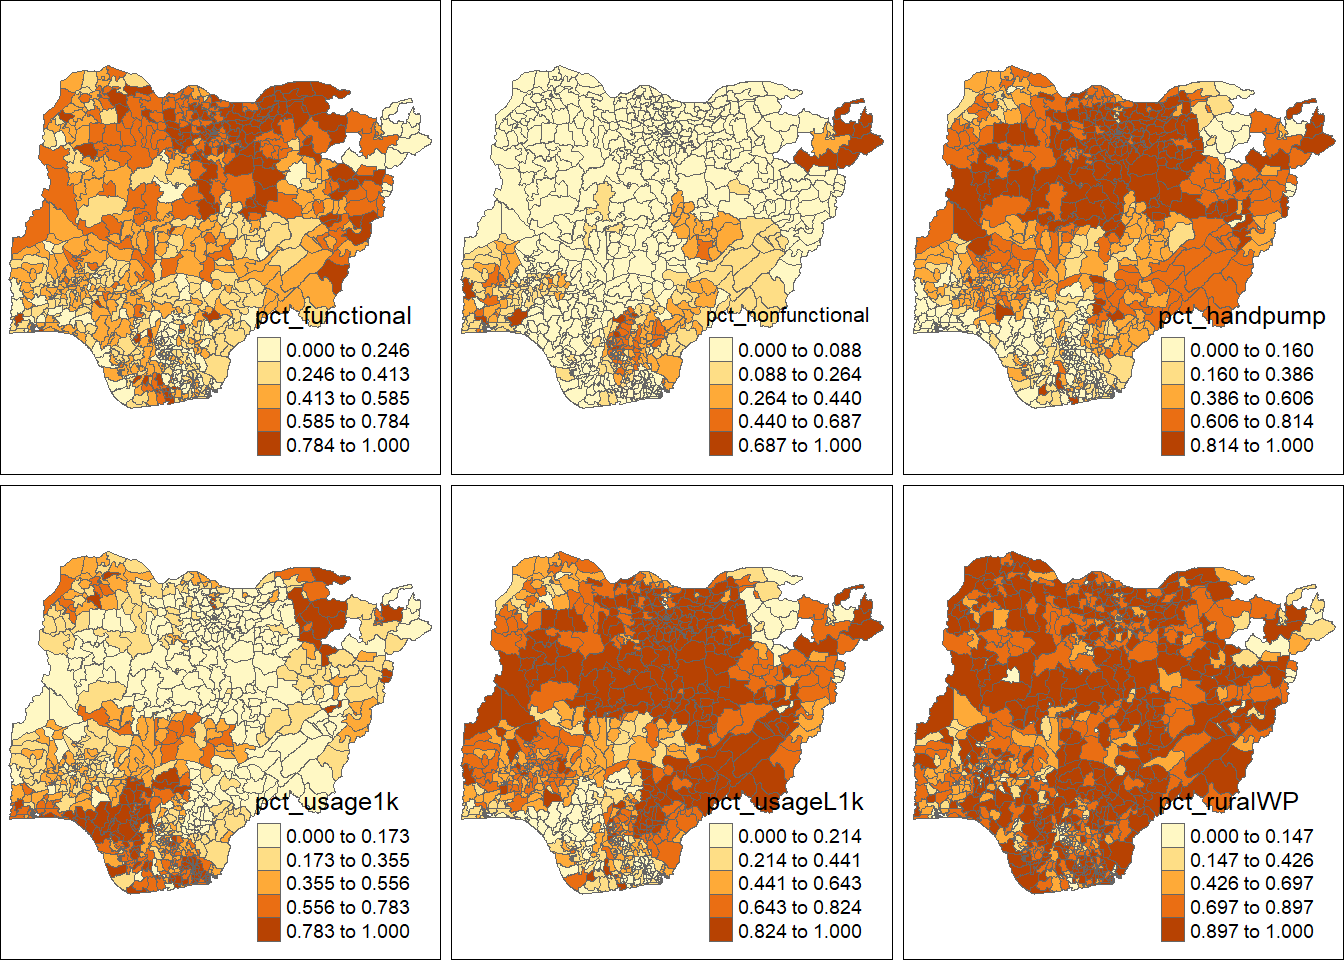 pct_functional
0.000 to 0.246
0.246 to 0.413
0.413 to 0.585
0.585 to 0.784
0.784 to 1.000
pct_nonfunctional
0.000 to 0.088
0.088 to 0.264
0.264 to 0.440
0.440 to 0.687
0.687 to 1.000
pct_handpump
0.000 to 0.160
0.160 to 0.386
0.386 to 0.606
0.606 to 0.814
0.814 to 1.000
pct_usage1k
0.000 to 0.173
0.173 to 0.355
0.355 to 0.556
0.556 to 0.783
0.783 to 1.000
pct_usageL1k
0.000 to 0.214
0.214 to 0.441
0.441 to 0.643
0.643 to 0.824
0.824 to 1.000
pct_ruralWP
0.000 to 0.147
0.147 to 0.426
0.426 to 0.697
0.697 to 0.897
0.897 to 1.000